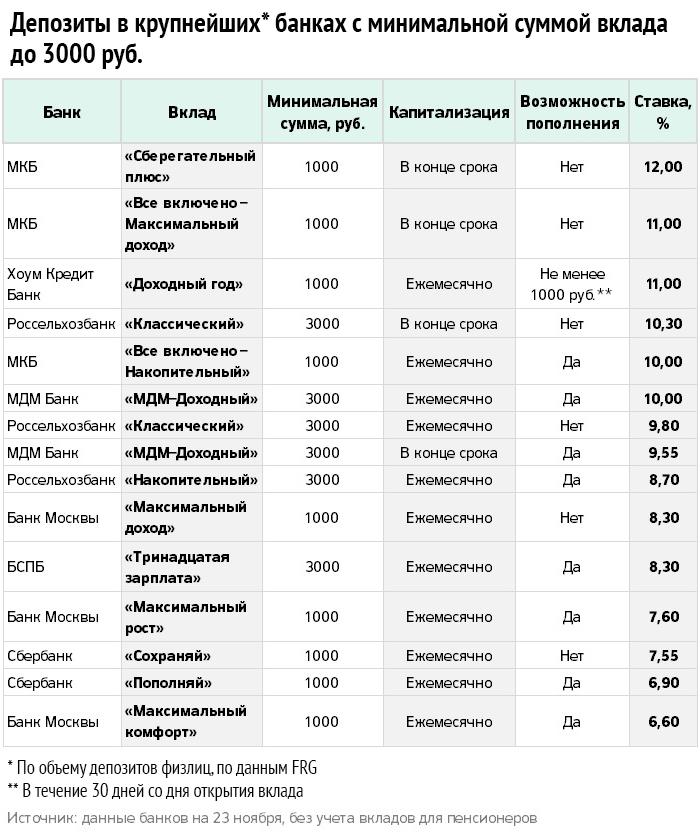 Депозиты в крупнейших* банках с минимальной суммой вклада
до 3000 руб.
Банк Вклад Минимальная сумма, руб. Капитализация Возможность пополнения Ставка, %
МКБ «Сберегательный плюс» 1000 В конце срока Нет 12,00
МКБ «Все включено – Максимальный доход» 1000 В конце срока Нет 11,00
Хоум Кредит Банк «Доходный год» 1000 Ежемесячно Не менее 1000 руб.** 11,00
Россельхозбанк «Классический» 3000 В конце срока Нет 10,30
МКБ «Все включено – Накопительный» 1000 Ежемесячно Да 10,00
МДМ Банк «МДМ–Доходный» 3000 Ежемесячно Да 10,00
Россельхозбанк «Классический» 3000 Ежемесячно Нет 9,80
МДМ Банк «МДМ–Доходный» 3000 В конце срока Да 9,55
Россельхозбанк «Накопительный» 3000 Ежемесячно Да 8,70
Банк Москвы «Максимальный доход» 1000 Ежемесячно Нет 8,30
БСПБ «Тринадцатая зарплата» 3000 Ежемесячно Да 8,30
Банк Москвы «Максимальный рост» 1000 Ежемесячно Да 7,60
Сбербанк «Сохраняй» 1000 Ежемесячно Нет 7,55
Сбербанк «Пополняй» 1000 Ежемесячно Да 6,90
Банк Москвы «Максимальный комфорт» 1000 Ежемесячно Да 6,60
* По объему депозитов физлиц, по данным FRG
** В течение 30 дней со дня открытия вклада
Источник: данные банков на 23 ноября, без учета вкладов для пенсионеров